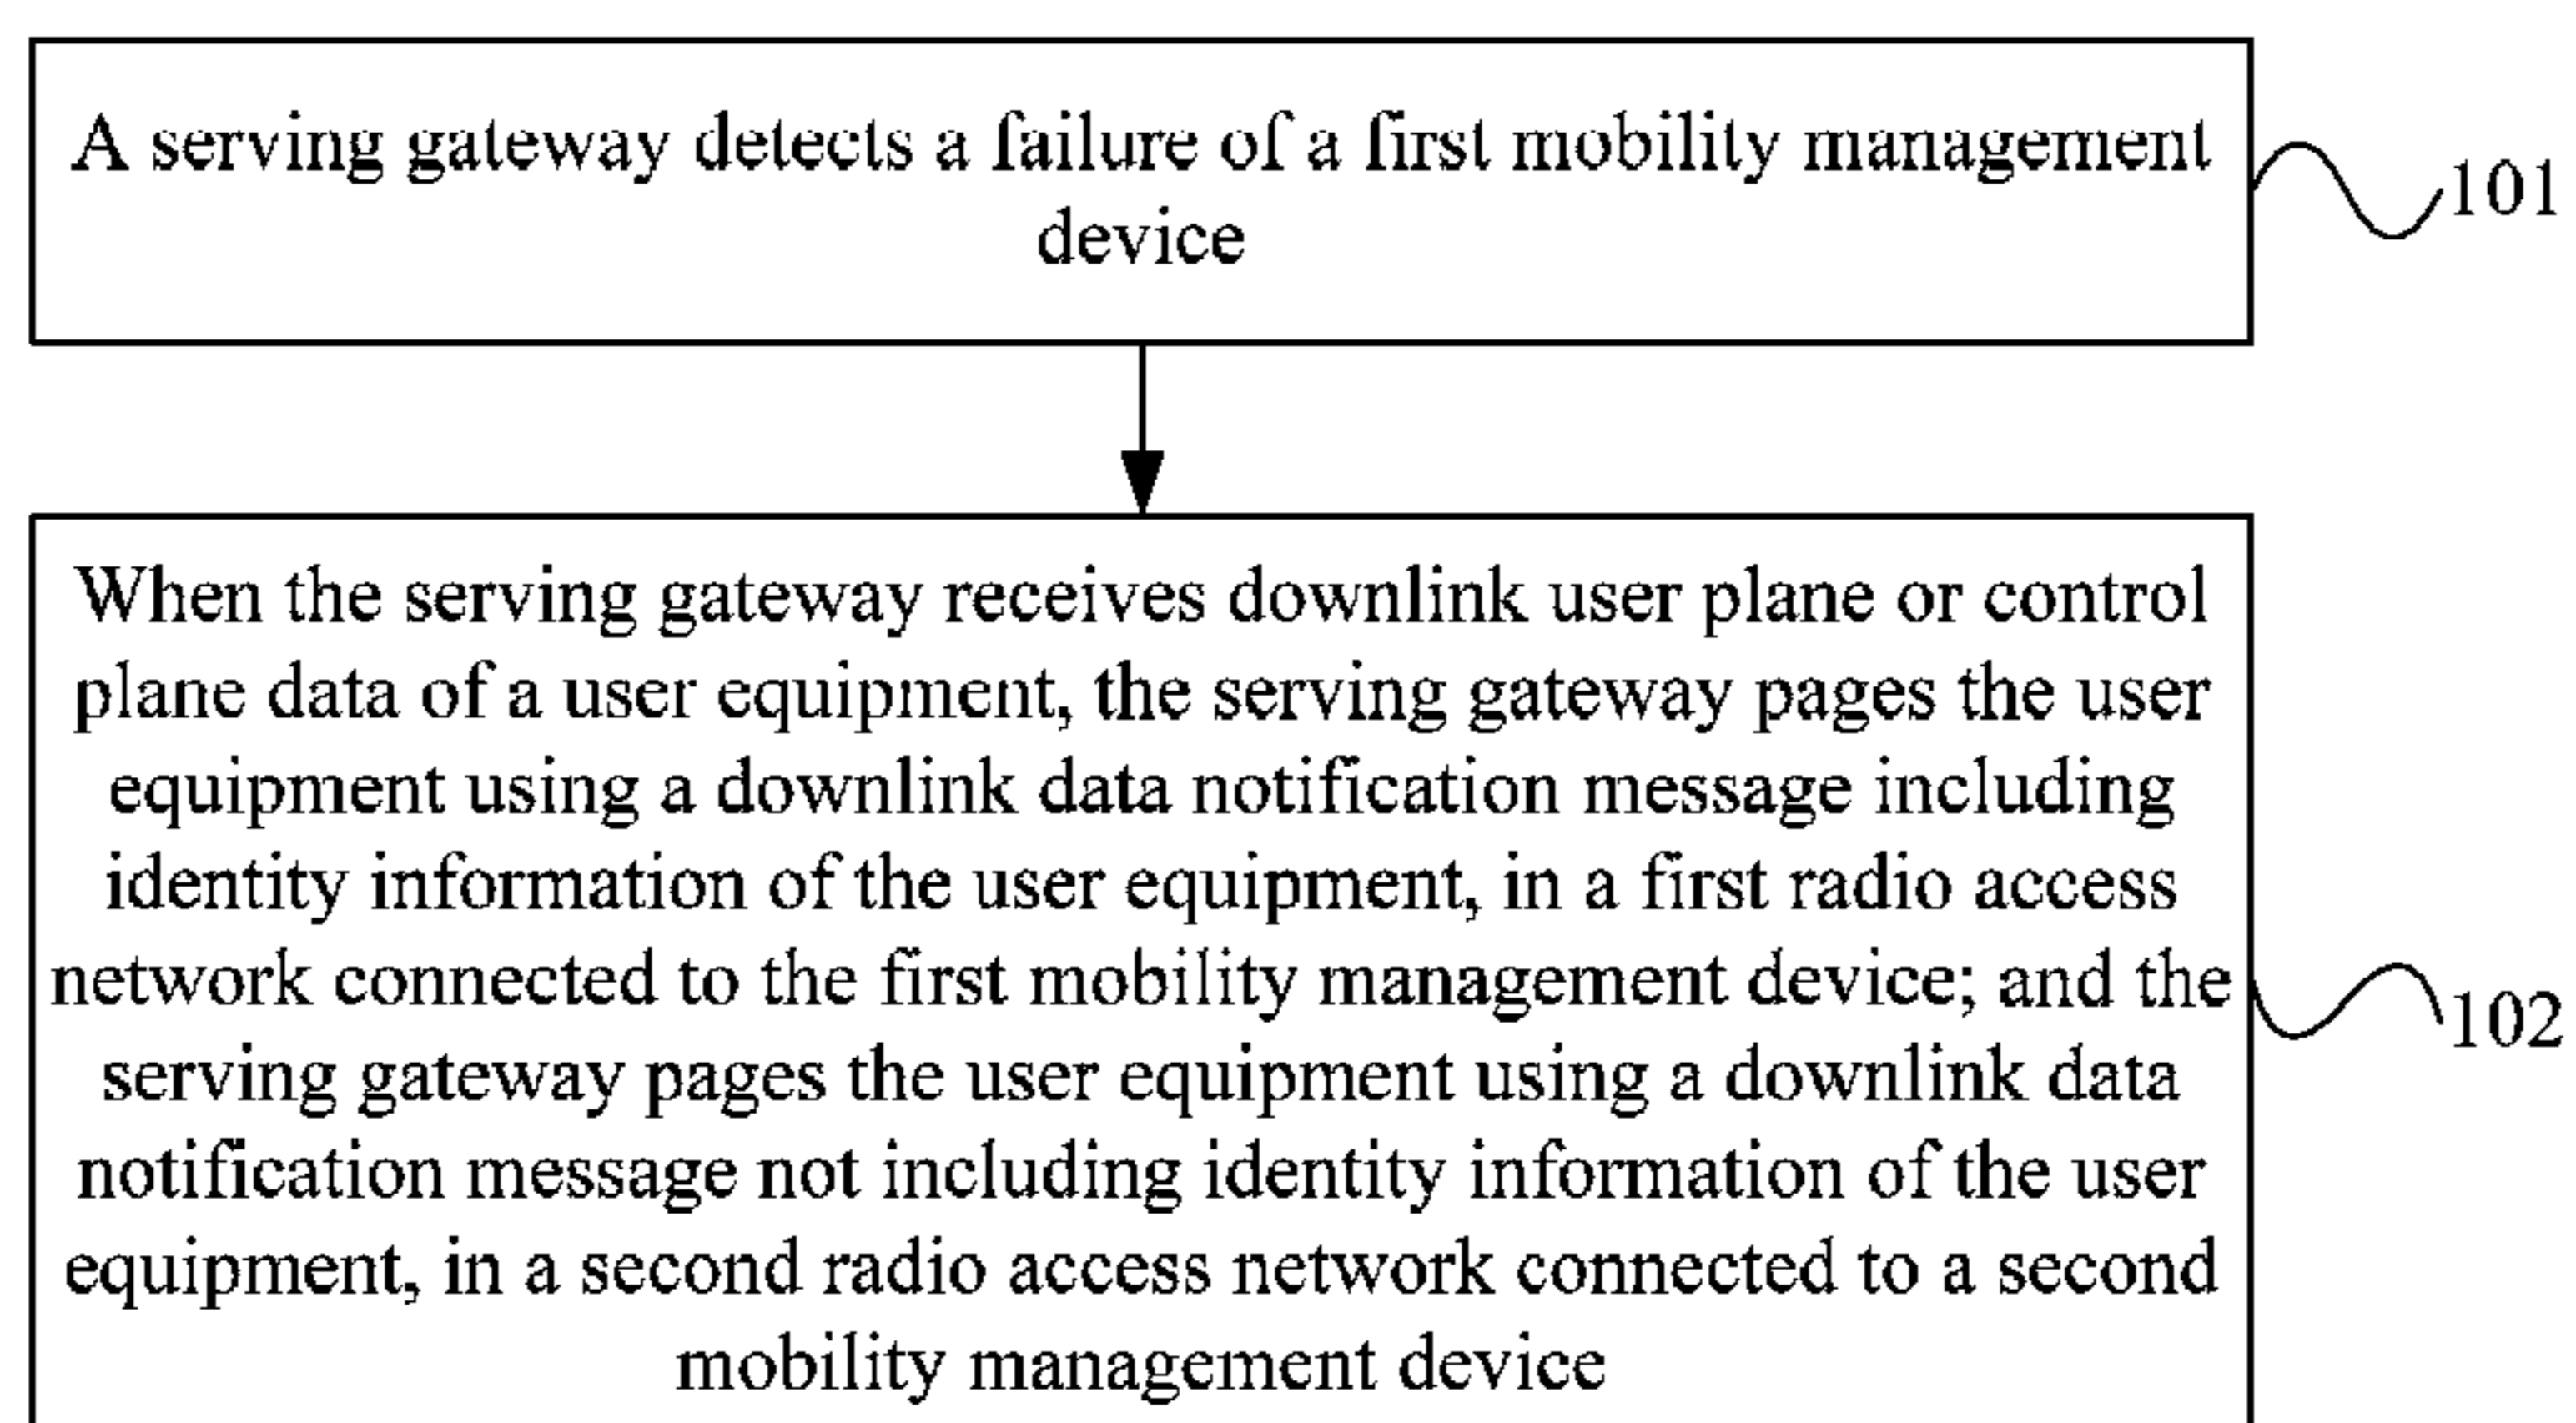 A serving gateway detects a failure of a first mobility management
device
101
When the serving gateway receives downlink user plane or control
plane data of a user equipment, the serving gateway pages the user
equipment using a downlink data notification message including
identity information of the user equipment, in a first radio access
network connected to the first mobility management device; and the
serving gateway pages the user equipment using a downlink data
notification message not including identity information of the user
equipment, in a second radio access network connected to a second
mobility management device
102